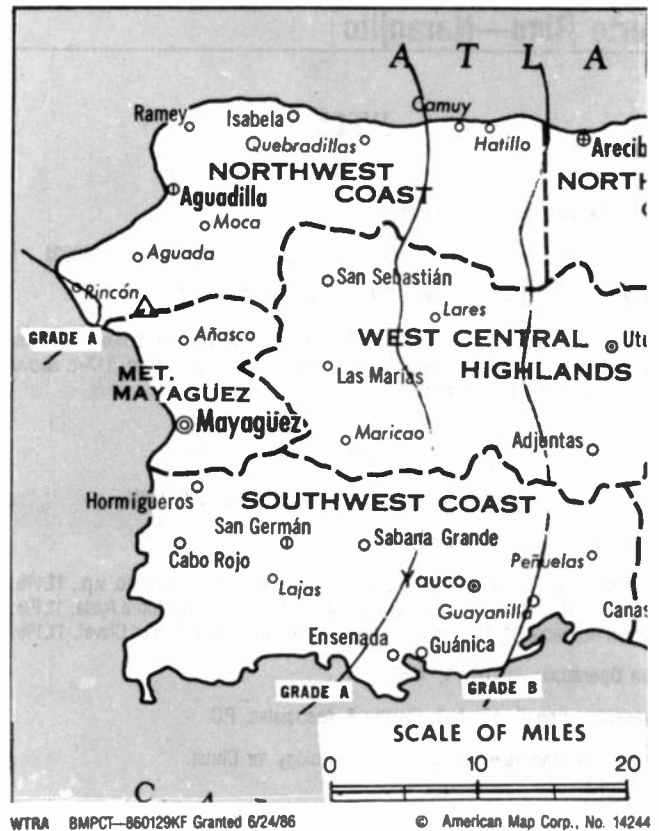 A T L A
Camuy
Ramey
Isabela
Quebradillas
Hatillo
Arecib
NORTHWEST
COAST
NORTH
Aguadilla
Moca
Aguada
San Sebastián
Rincón
Lares
GRADE A
Añasco
WEST CENTRAL
HIGHLANDS
Utu
MET.
MAYAGÜEZ
Las Marías
Mayagüez
Maricao
Adjuntas
Hormigueros
SOUTHWEST COAST
San Germán
Sabana Grande
Cabo Rojo
Peñuelas
Lajas
Yauco
Guayanilla
Canas
Ensenada
Guánica
GRADE A
GRADE B
SCALE OF MILES
0 10 20
C A
WTRA BMPCT—860129KF Granted 6/24/86
© American Map Corp., No. 14244